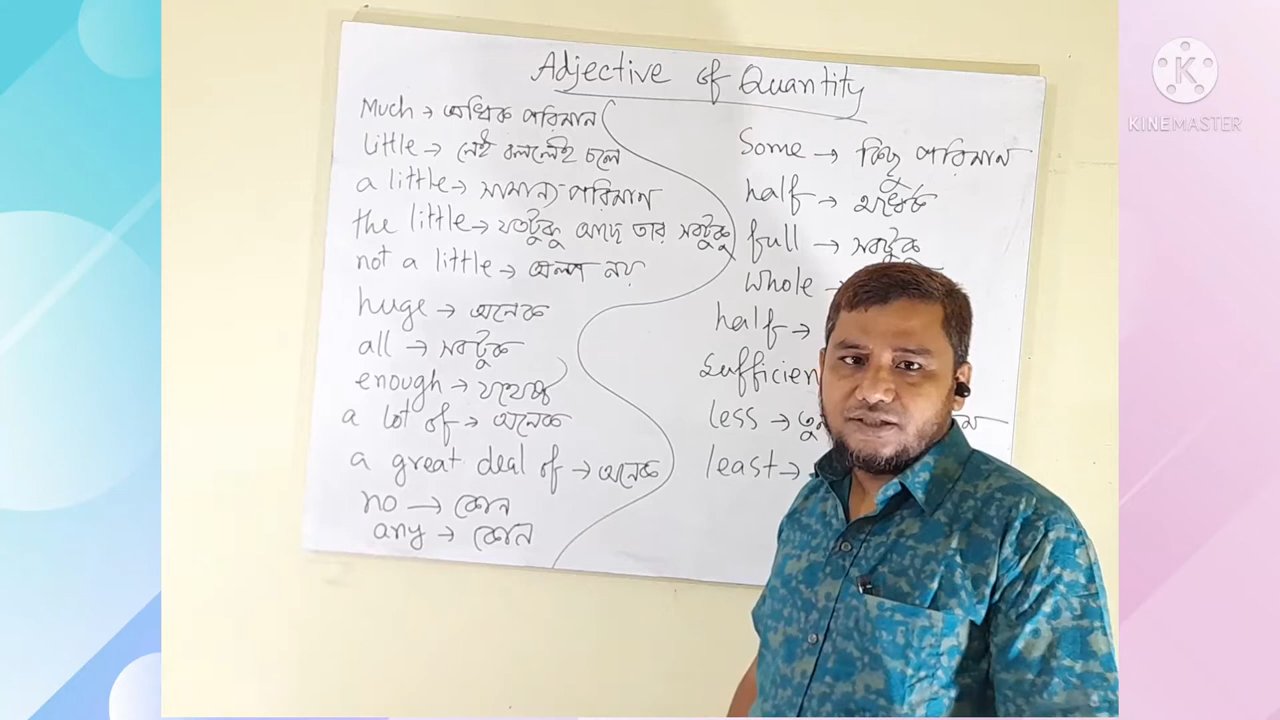 Adjective of Quantity
Much → অধিক পরিমান
little → নেই বললেই চলে
a little → সামান্য পরিমান
the little → যতটুকু আছে তার সবটুকু
not a little → অল্প নয়
huge → অনেক
all → সবটুকু
enough → যথেষ্ঠ
a lot of → অনেক
a great deal of → অনেক
no → কোন
any → কোন
Some → কিছু পরিমান
half → অর্ধেক
full → সবটুকু
Whole →
half →
Sufficien
less →
least →
KINEMASTER